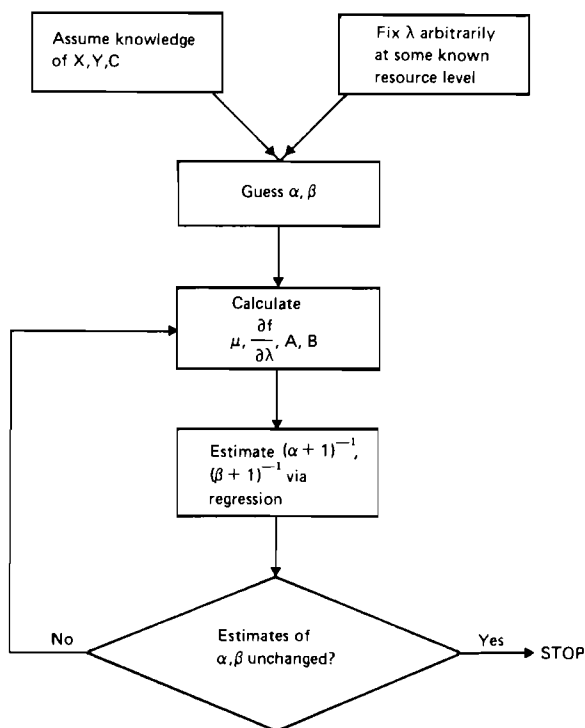 Assume knowledge
of X,Y,C
Fix λ arbitrarily
at some known
resource level
Guess α, β
Calculate
μ, ∂f/∂λ, A, B
Estimate (α + 1)⁻¹,
(β + 1)⁻¹ via
regression
Estimates of
α,β unchanged?
No
Yes
STOP